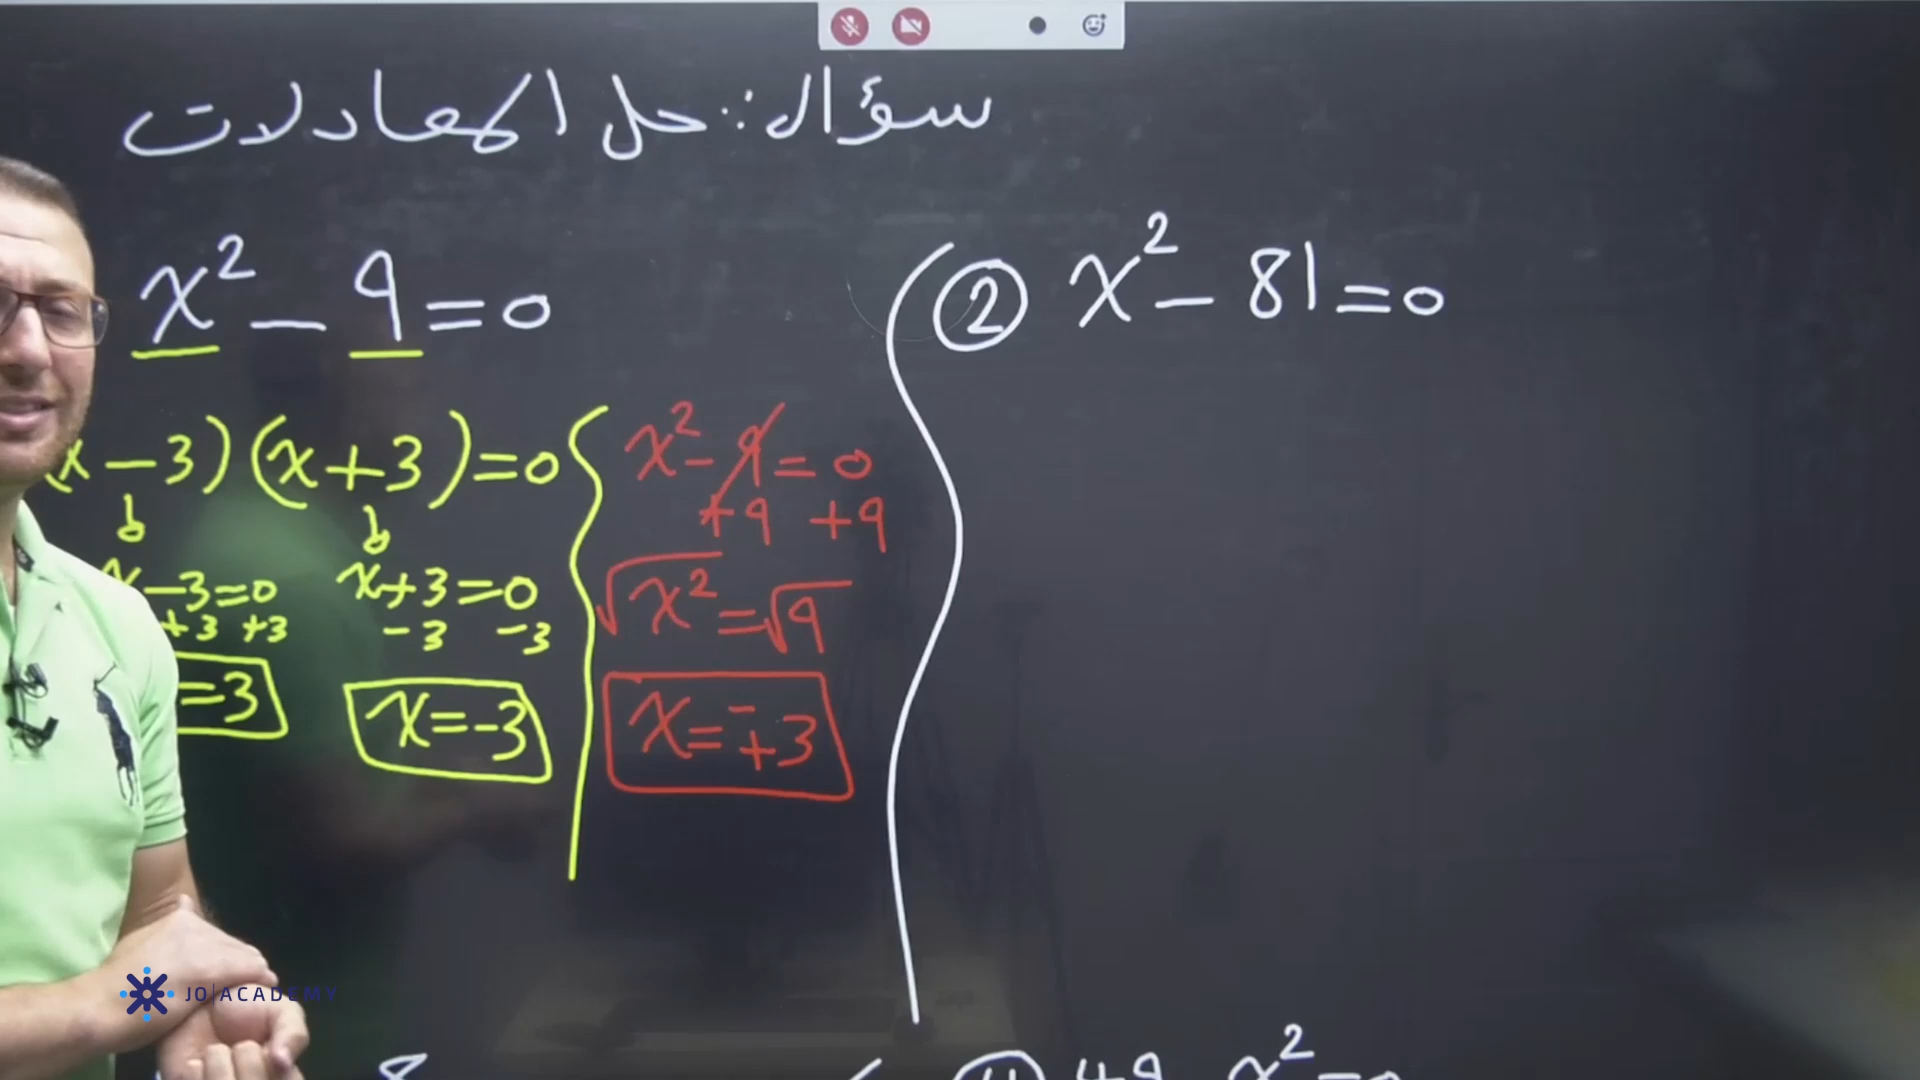 سؤال: حل المعادلات
x² - 9 = 0
(x - 3)(x + 3) = 0
x - 3 = 0
+3 +3
= 3
x + 3 = 0
-3 -3
x = -3
x² - 9 = 0
+9 +9
√x² = √9
x = ∓3
② x² - 81 = 0
JO|ACADEMY